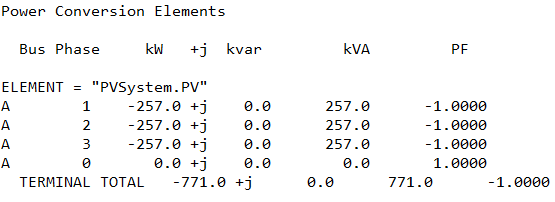 Power Conversion Elements
Bus Phase kW +j kvar kVA PF
ELEMENT = "PVSystem.PV"
A 1 -257.0 +j 0.0 257.0 -1.0000
A 2 -257.0 +j 0.0 257.0 -1.0000
A 3 -257.0 +j 0.0 257.0 -1.0000
A 0 0.0 +j 0.0 0.0 1.0000
TERMINAL TOTAL -771.0 +j 0.0 771.0 -1.0000